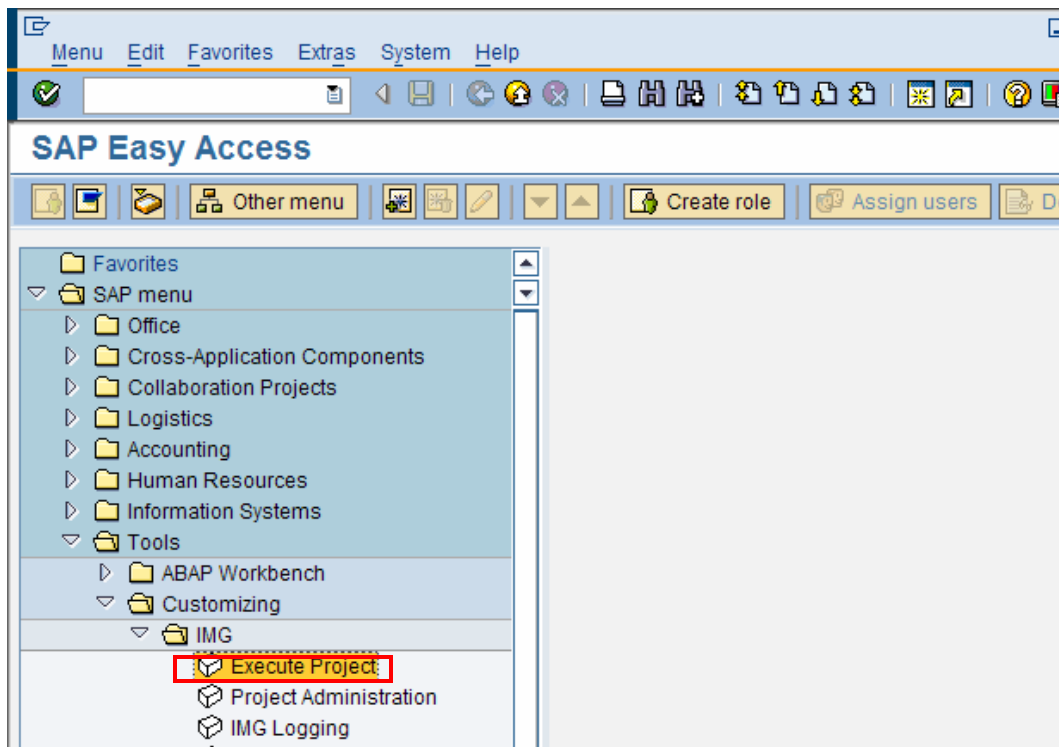 Menu Edit Favorites Extras System Help
SAP Easy Access
Other menu Create role Assign users
Favorites
SAP menu
Office
Cross-Application Components
Collaboration Projects
Logistics
Accounting
Human Resources
Information Systems
Tools
ABAP Workbench
Customizing
IMG
Execute Project
Project Administration
IMG Logging